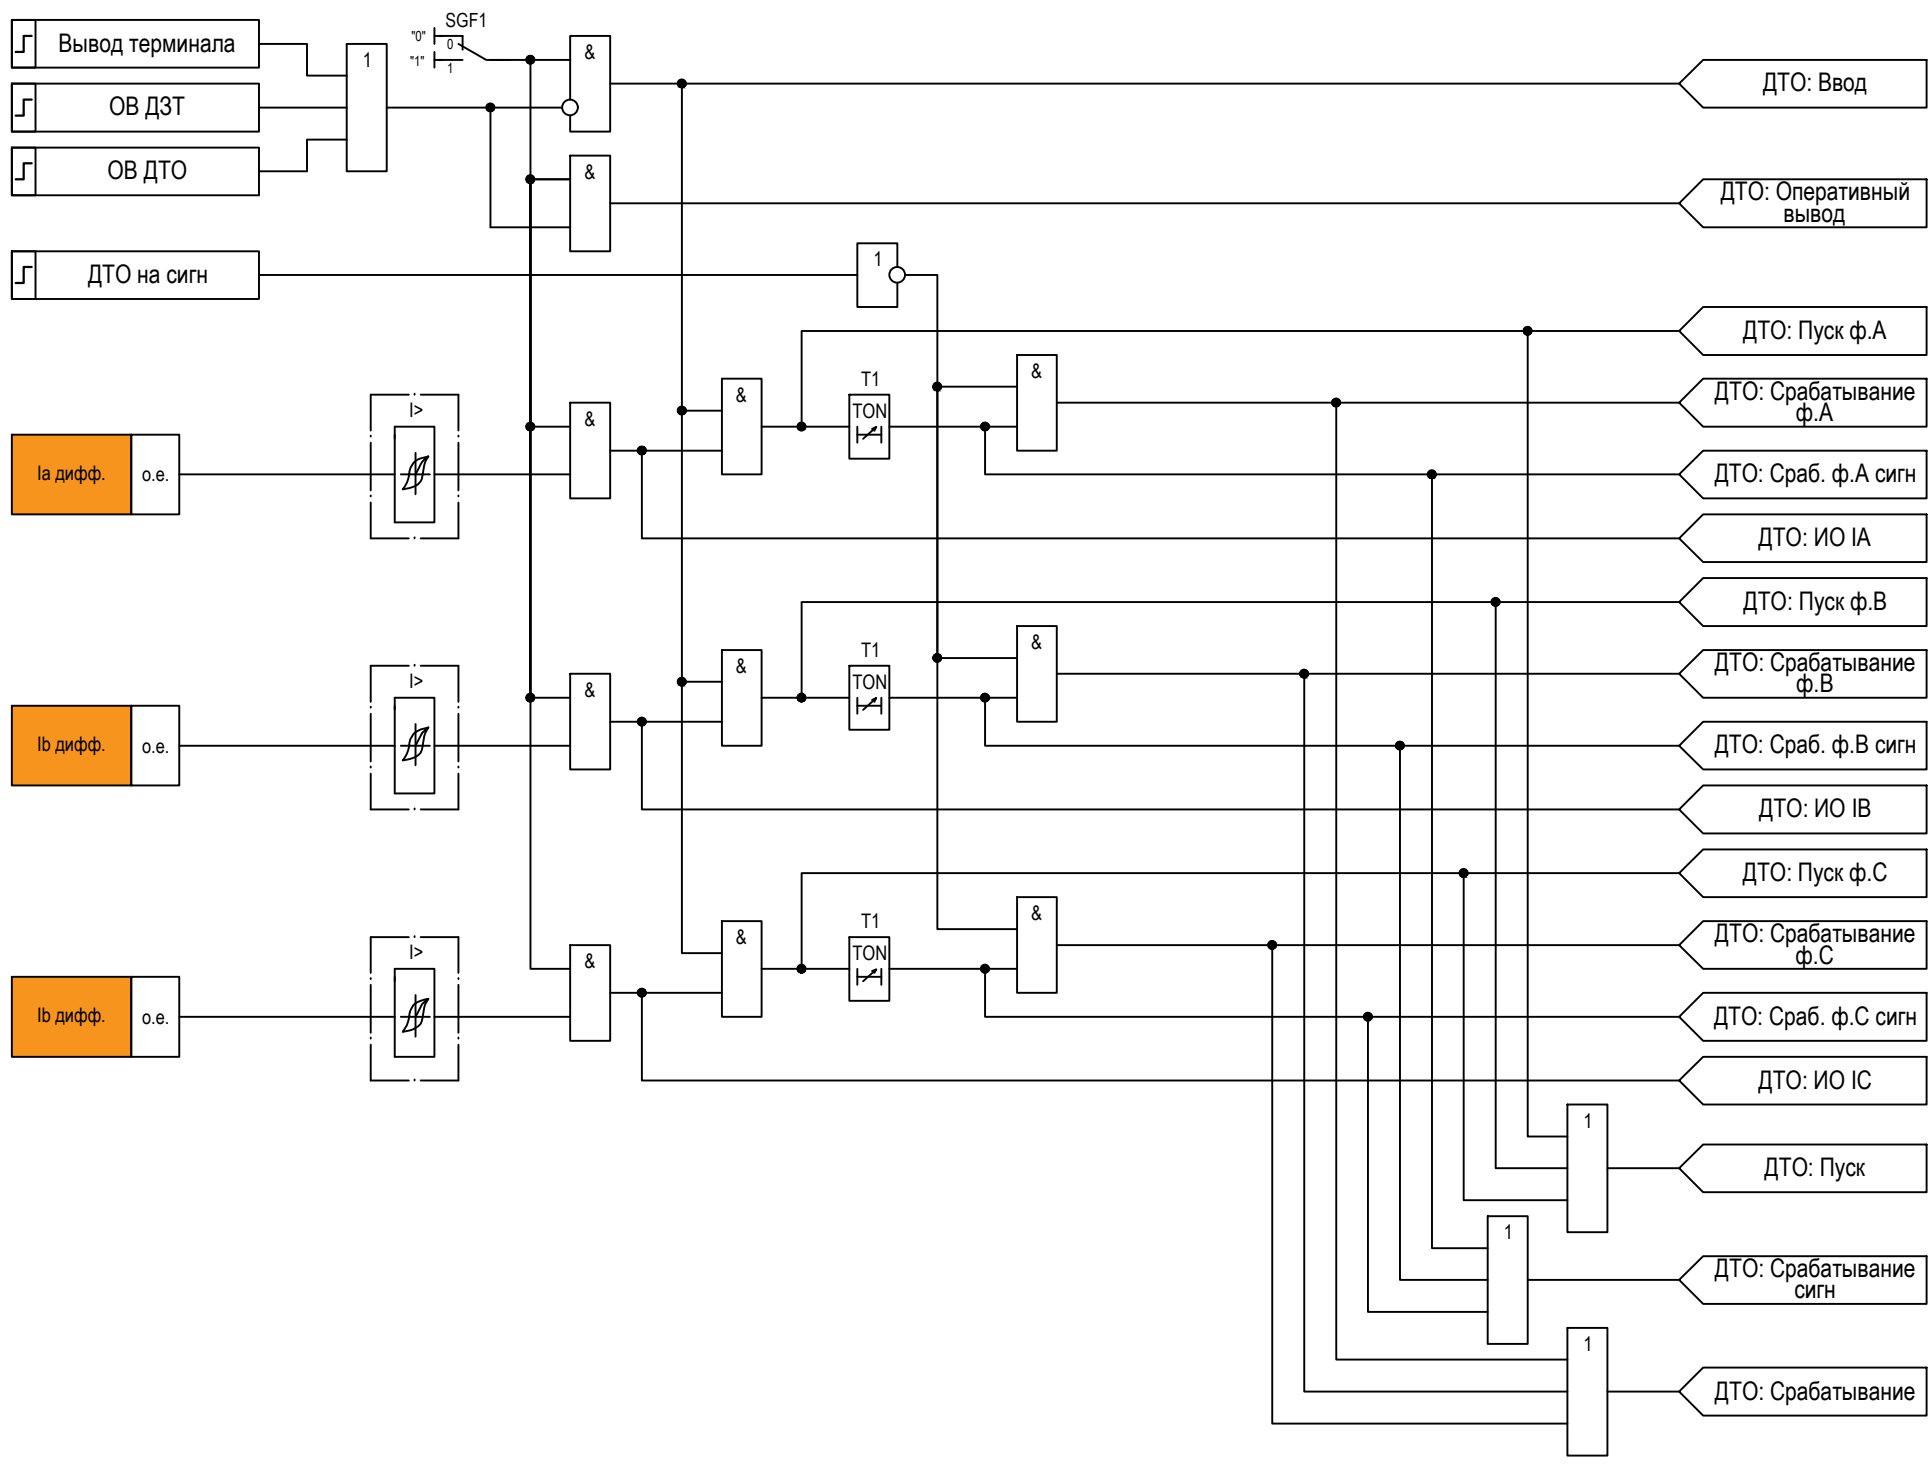 Вывод терминала
ОВ ДЗТ
ОВ ДТО
ДТО на сигн
1
SGF1
"0"
0
"1"
1
&
&
1
ДТО: Ввод
ДТО: Оперативный
вывод
Ia дифф.
о.е.
I>
&
&
T1
TON
&
ДТО: Пуск ф.А
ДТО: Срабатывание
ф.А
ДТО: Сраб. ф.А сигн
ДТО: ИО IA
Ib дифф.
о.е.
I>
&
&
T1
TON
&
ДТО: Пуск ф.В
ДТО: Срабатывание
ф.В
ДТО: Сраб. ф.В сигн
ДТО: ИО IB
Ib дифф.
о.е.
I>
&
&
T1
TON
&
ДТО: Пуск ф.С
ДТО: Срабатывание
ф.С
ДТО: Сраб. ф.С сигн
ДТО: ИО IC
1
ДТО: Пуск
1
ДТО: Срабатывание
сигн
1
ДТО: Срабатывание